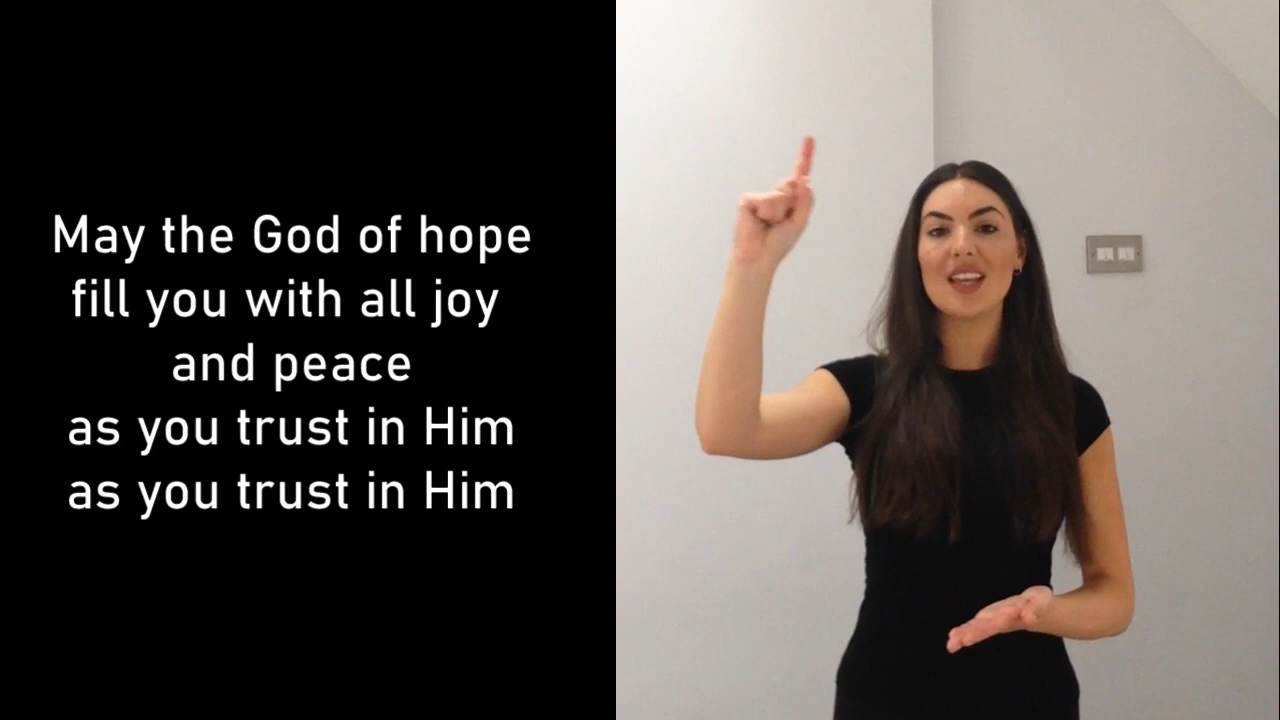 May the God of hope
fill you with all joy
and peace
as you trust in Him
as you trust in Him